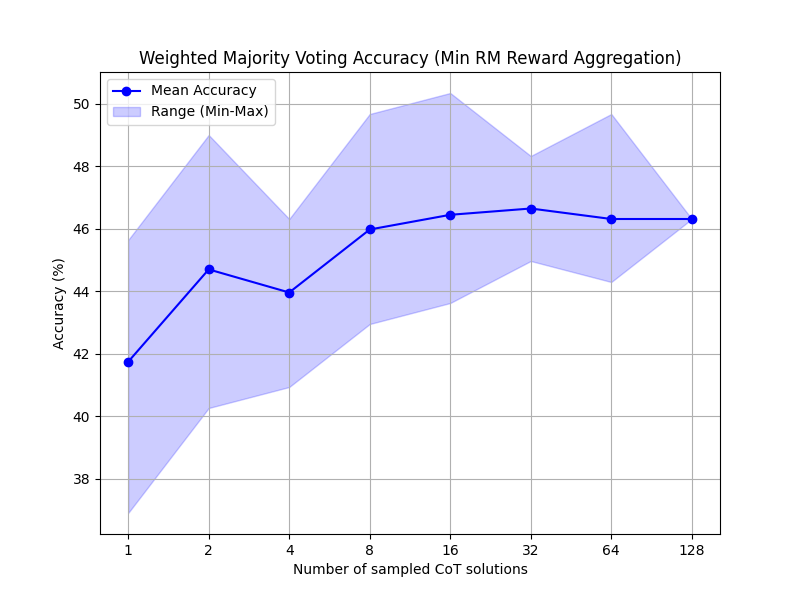 Weighted Majority Voting Accuracy (Min RM Reward Aggregation)
Mean Accuracy
Range (Min-Max)
50
48
46
44
42
40
38
Accuracy (%)
1 2 4 8 16 32 64 128
Number of sampled CoT solutions